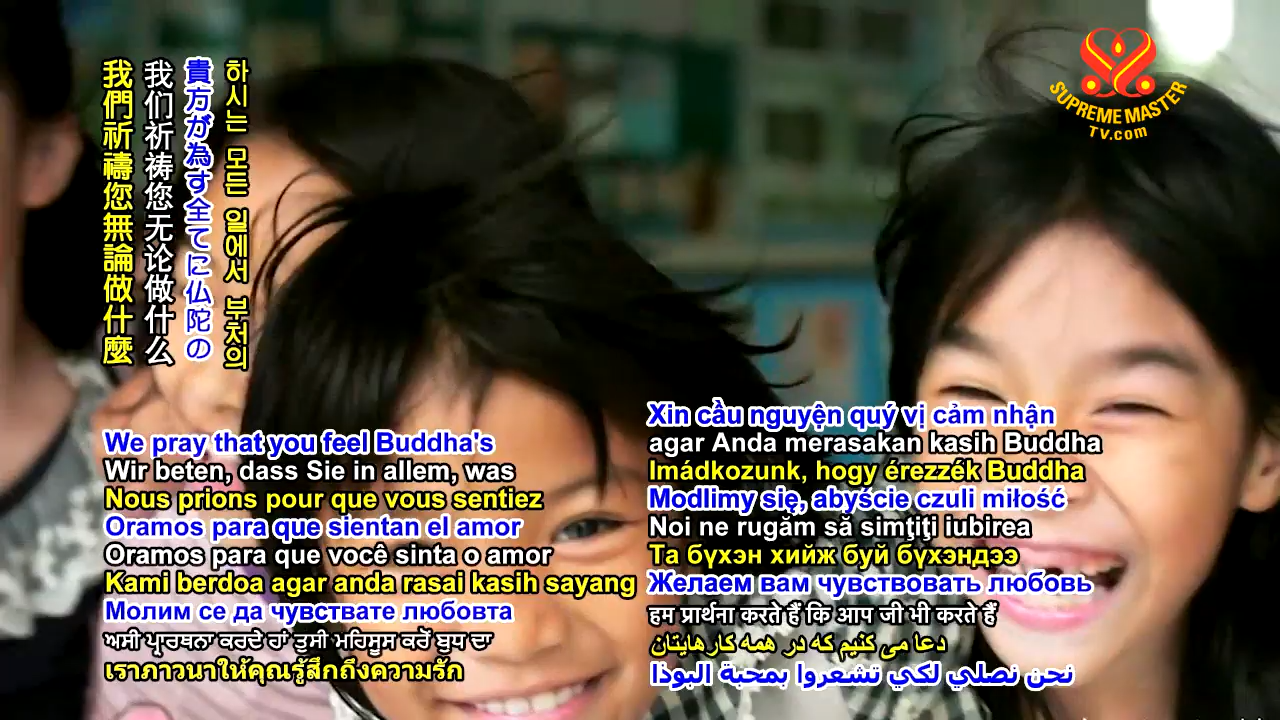 我們祈禱您無論做什麼
我们祈祷您无论做什么
貴方が為す全てに仏陀の
하시는 모든 일에서 부처의
SUPREME MASTER
TV.com
We pray that you feel Buddha's
Wir beten, dass Sie in allem, was
Nous prions pour que vous sentiez
Oramos para que sientan el amor
Oramos para que você sinta o amor
Kami berdoa agar anda rasai kasih sayang
Молим се да чувствате любовта
ਅਸੀ ਪ੍ਰਾਰਥਨਾ ਕਰਦੇ ਹਾਂ ਤੁਸੀ ਮਹਿਸੂਸ ਕਰੋਂ ਬੁਧ ਦਾ
เราภาวนาให้คุณรู้สึกถึงความรัก
Xin cầu nguyện quý vị cảm nhận
agar Anda merasakan kasih Buddha
Imádkozunk, hogy érezzék Buddha
Modlimy się, abyście czuli miłość
Noi ne rugăm să simţiţi iubirea
Та бүхэн хийж буй бүхэндээ
Желаем вам чувствовать любовь
हम प्रार्थना करते हैं कि आप जी भी करते हैं
دعا می کنیم که در همه کارهایتان
نحن نصلي لكي تشعروا بمحبة البوذا